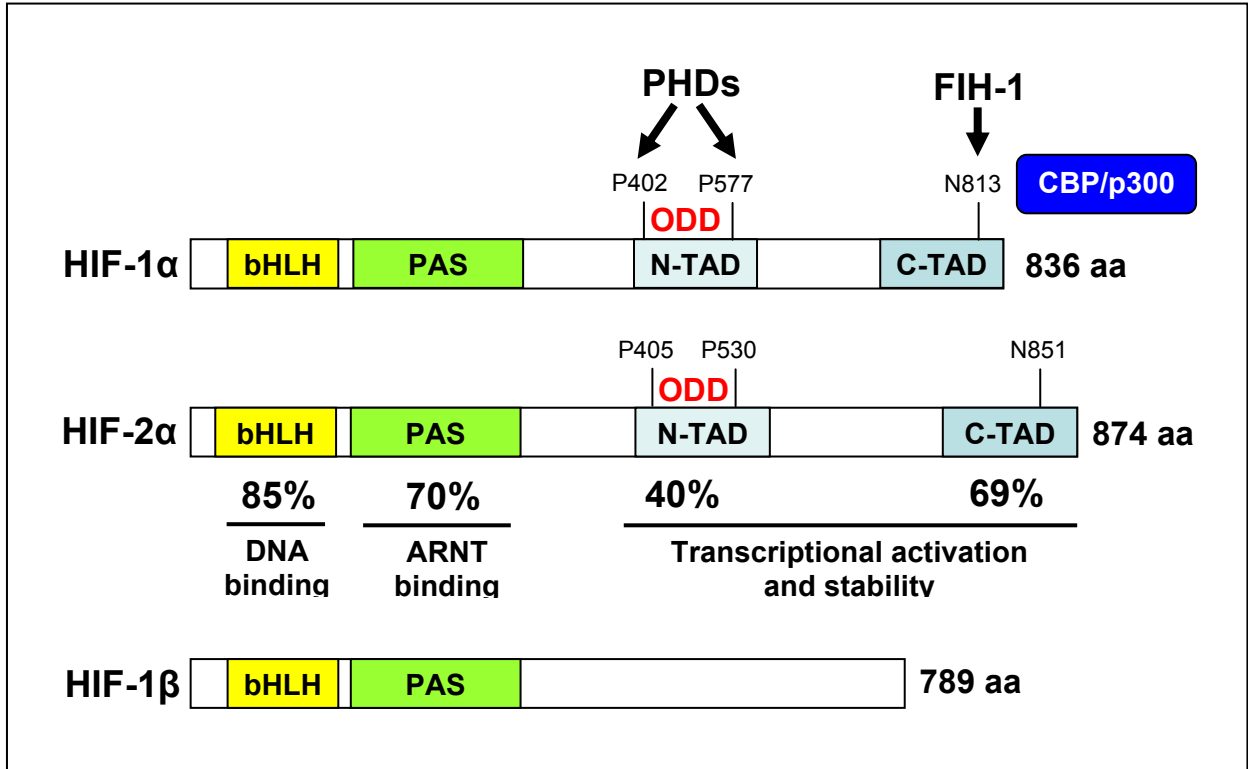 PHDs FIH-1
P402 P577 N813 CBP/p300
ODD
HIF-1α bHLH PAS N-TAD C-TAD 836 aa
P405 P530 N851
ODD
HIF-2α bHLH PAS N-TAD C-TAD 874 aa
85% 70% 40% 69%
DNA ARNT Transcriptional activation
binding binding and stability
HIF-1β bHLH PAS 789 aa